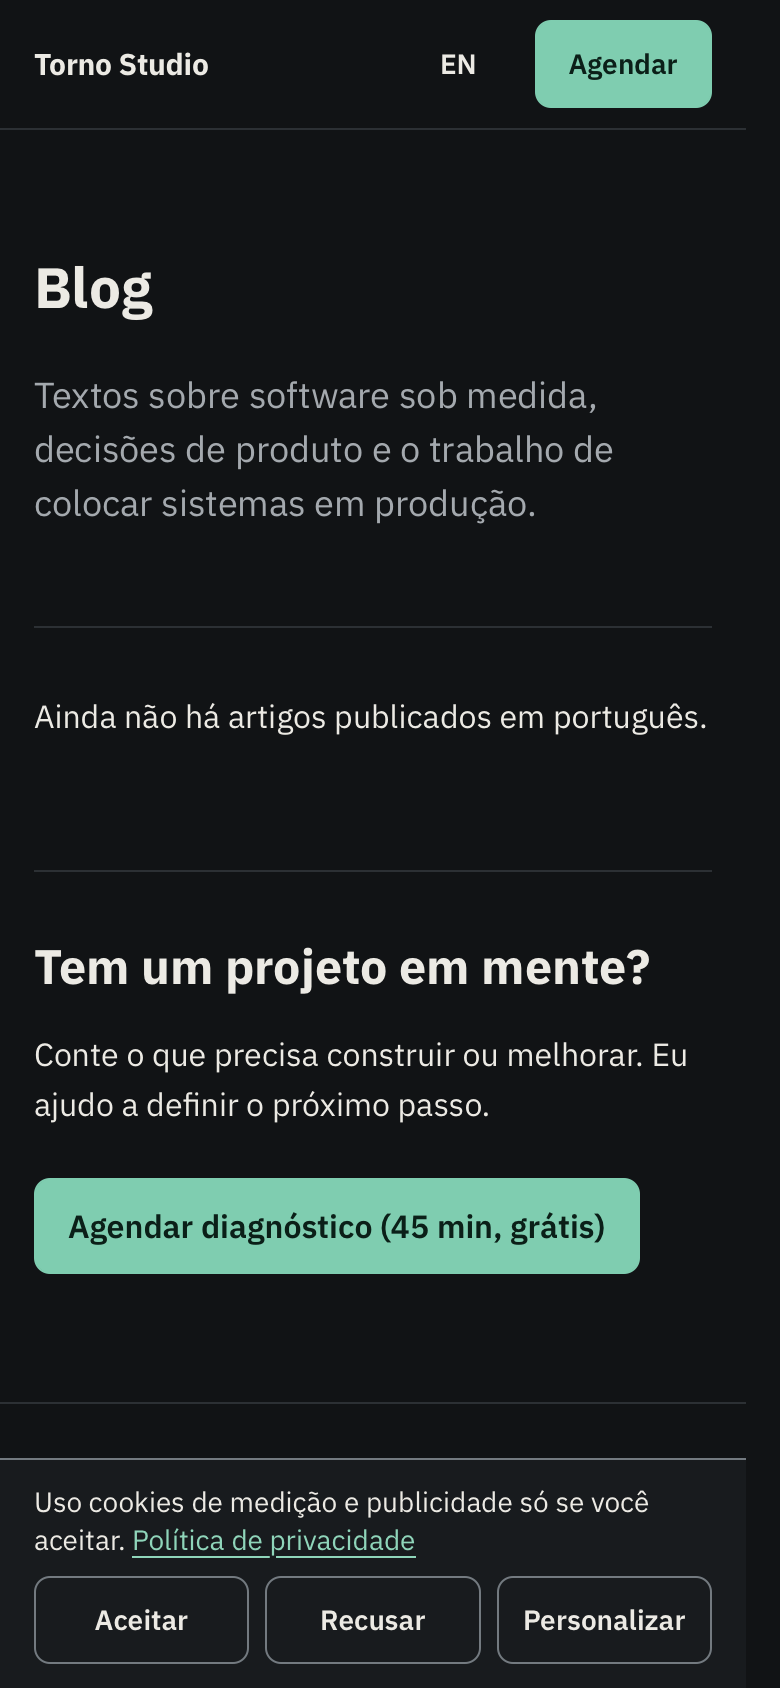 Torno Studio
EN
Agendar
Blog
Textos sobre software sob medida,
decisões de produto e o trabalho de
colocar sistemas em produção.
Ainda não há artigos publicados em português.
Tem um projeto em mente?
Conte o que precisa construir ou melhorar. Eu
ajudo a definir o próximo passo.
Agendar diagnóstico (45 min, grátis)
Uso cookies de medição e publicidade só se você
aceitar. Política de privacidade
Aceitar
Recusar
Personalizar